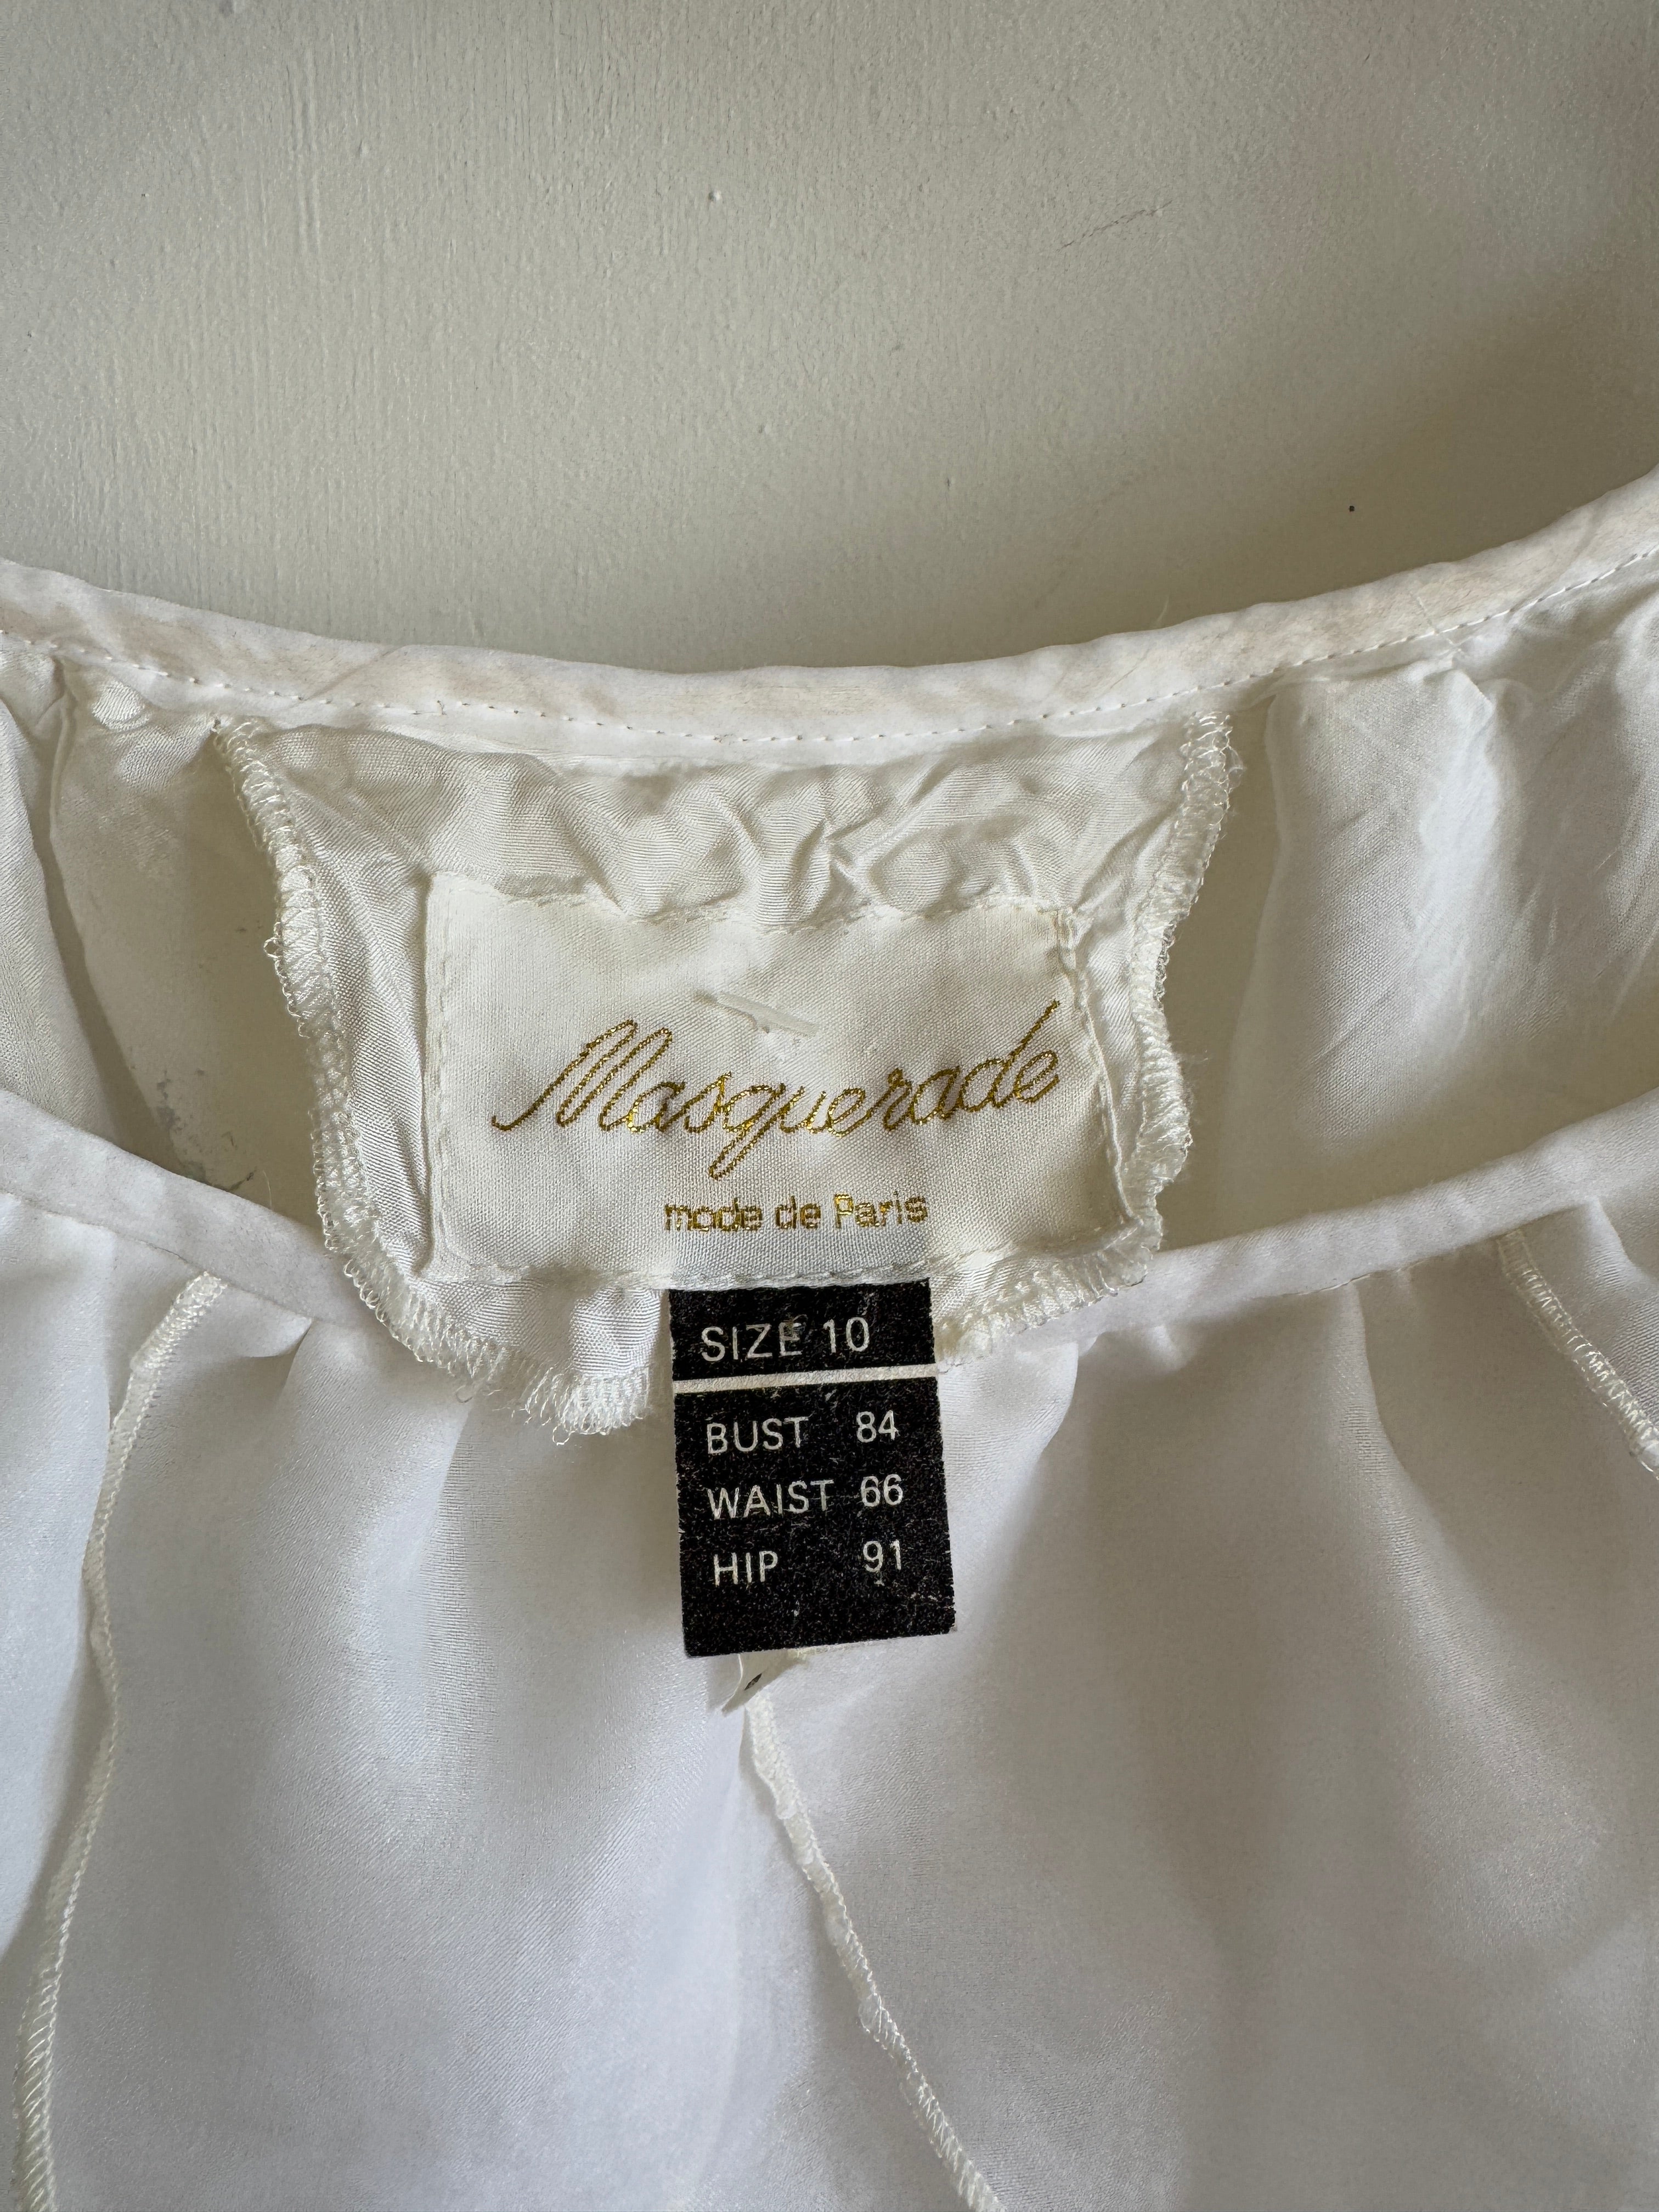 Masquerade
mode de Paris
SIZE 10
BUST 84
WAIST 66
HIP 91